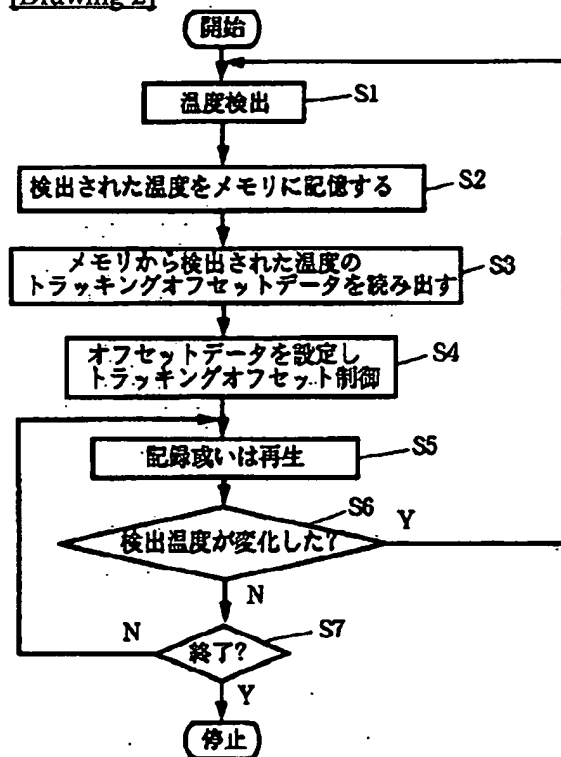 [Drawing 2]
開始
温度検出
S1
検出された温度をメモリに記憶する
S2
メモリから検出された温度の
トラッキングオフセットデータを読み出す
S3
オフセットデータを設定し
トラッキングオフセット制御
S4
記録或いは再生
S5
検出温度が変化した?
S6
Y
N
終了?
S7
N
Y
停止